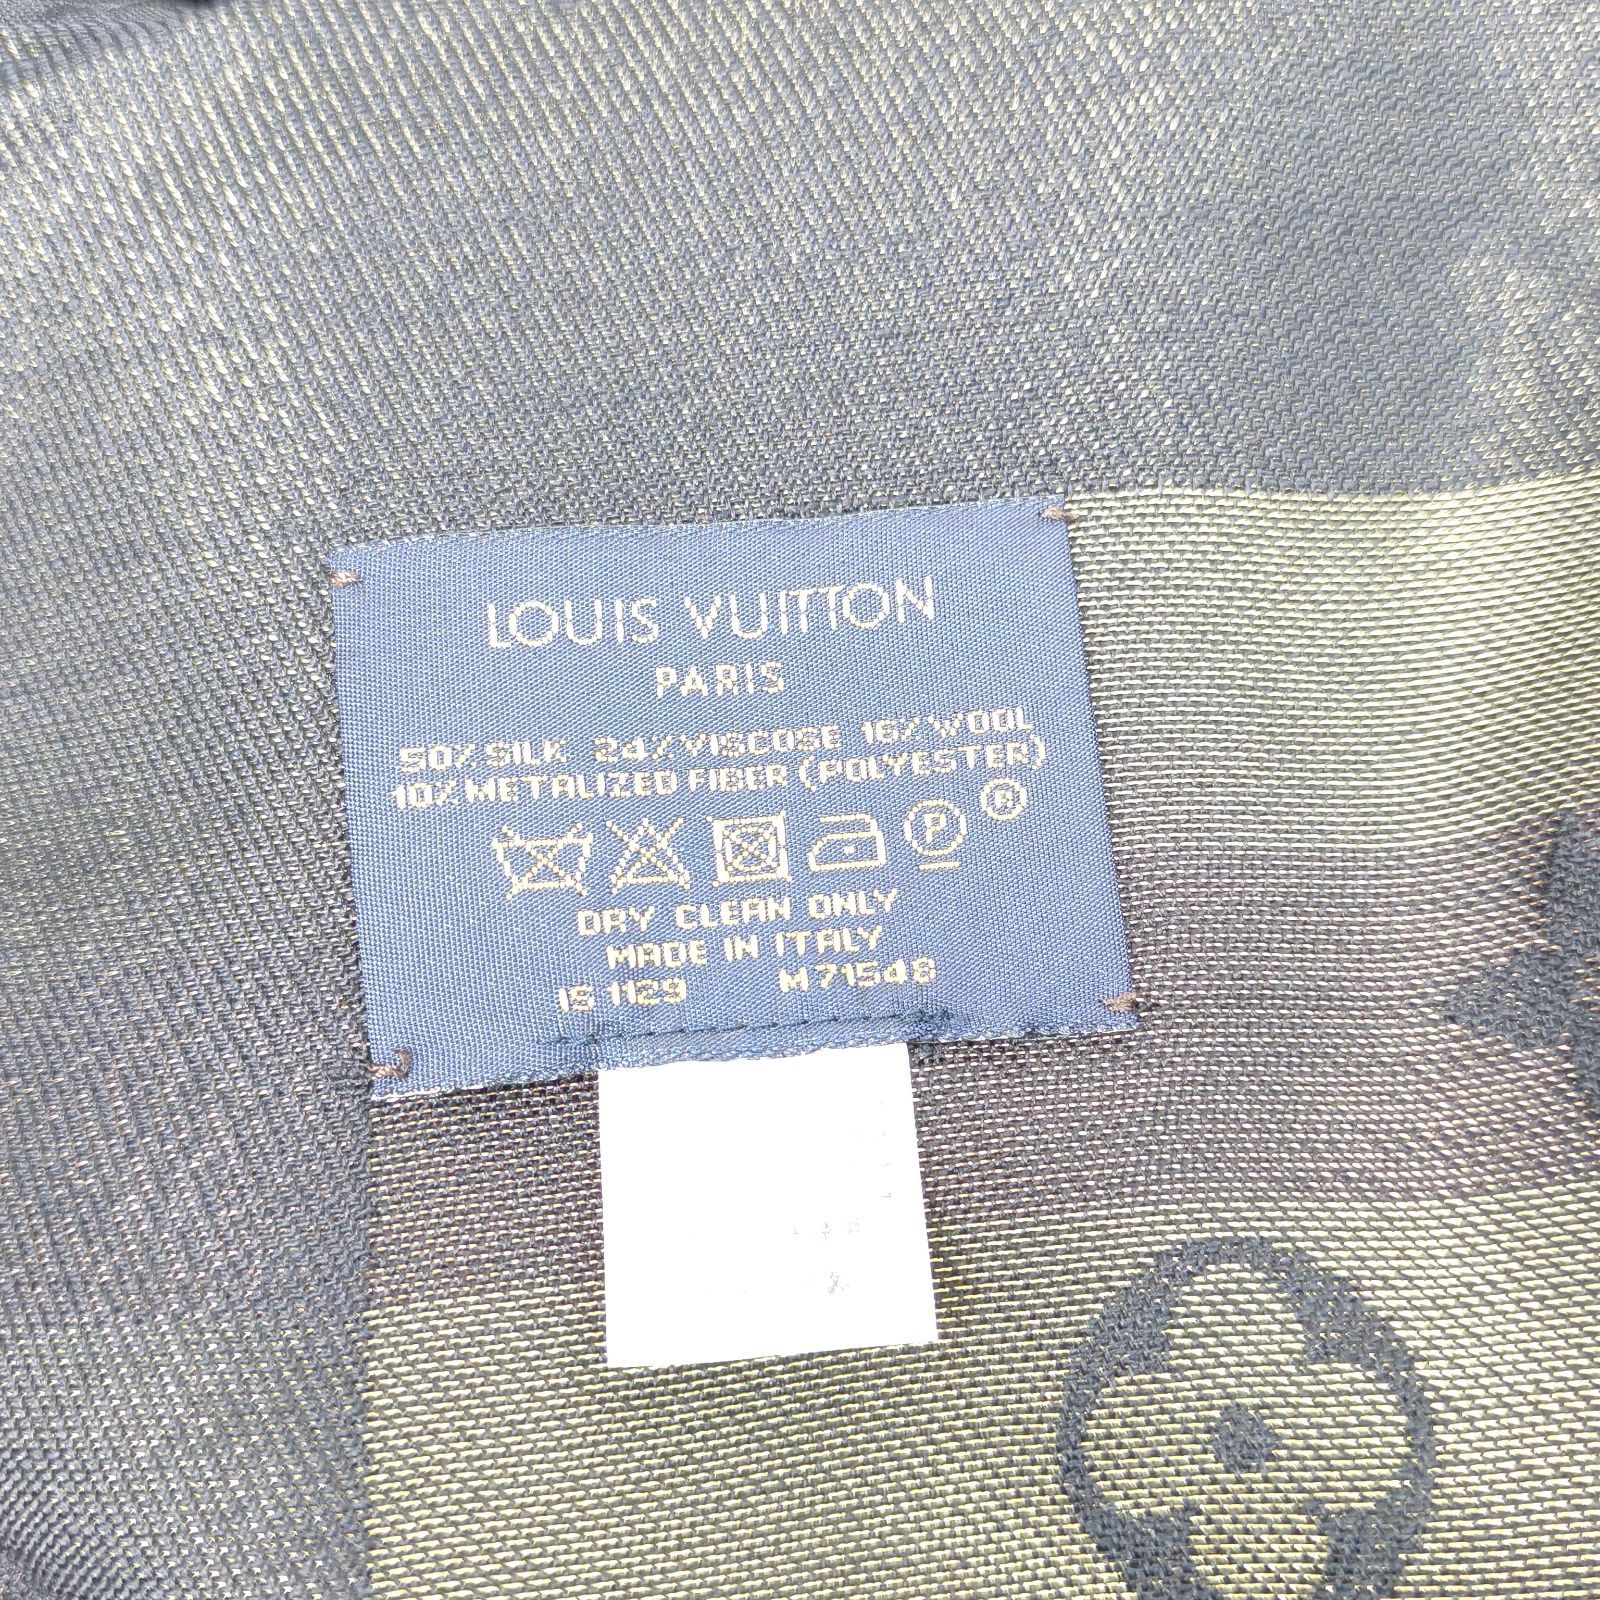 LOUIS VUITTON
PARIS
50% SILK 24% VISCOSE 16% WOOL
10% METALIZED FIBER (POLYESTER)
P
®
DRY CLEAN ONLY
MADE IN ITALY
IS 1129 M71548